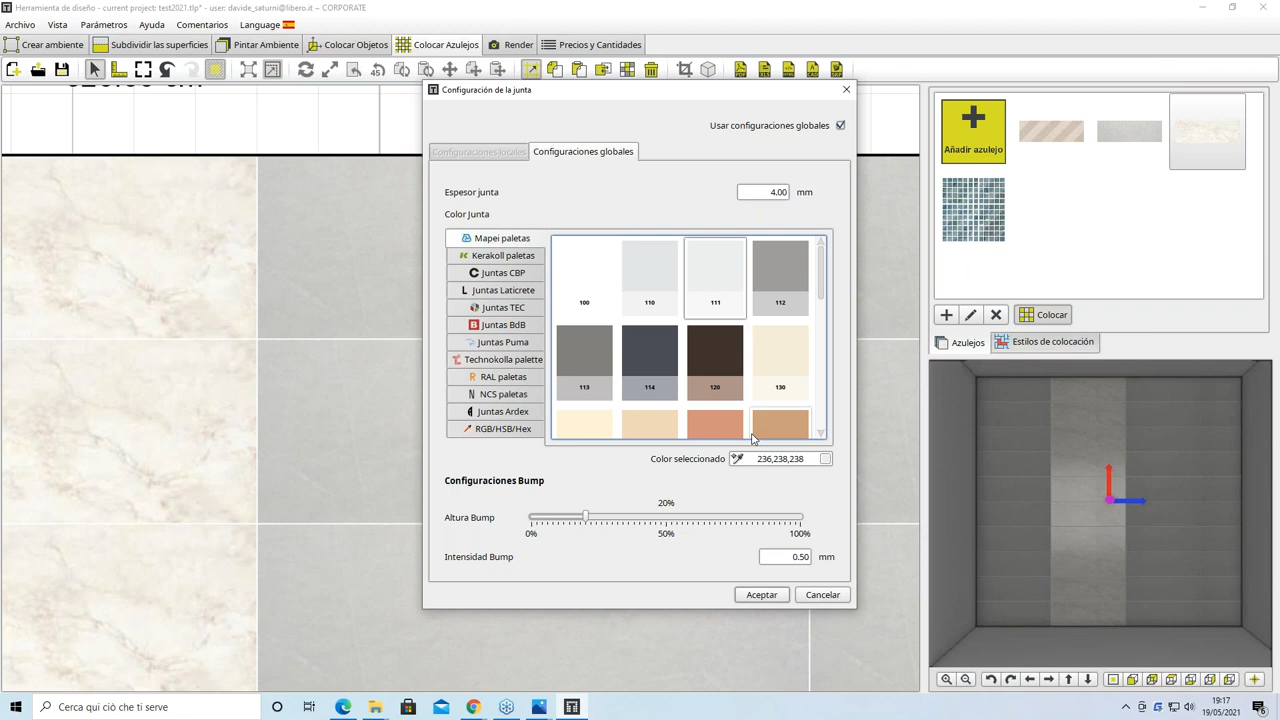 Herramienta de diseño - current project: test2021.tlp* - user: davide_saturni@libero.it – CORPORATE
Archivo Vista Parámetros Ayuda Comentarios Language
Crear ambiente Subdividir las superficies Pintar Ambiente Colocar Objetos Colocar Azulejos Render Precios y Cantidades
Configuración de la junta
Usar configuraciones globales
Configuraciones locales Configuraciones globales
Espesor junta 4.00 mm
Color Junta
Mapei paletas
Kerakoll paletas
Juntas CBP
Juntas Laticrete
Juntas TEC
Juntas BdB
Juntas Puma
Technokolla palette
RAL paletas
NCS paletas
Juntas Ardex
RGB/HSB/Hex
100 110 111 112
113 114 120 130
Color seleccionado 236,238,238
Configuraciones Bump
20%
Altura Bump
0% 50% 100%
Intensidad Bump 0.50 mm
Aceptar Cancelar
Añadir azulejo
Colocar
Azulejos Estilos de colocación
Cerca qui ciò che ti serve
19:17
19/05/2021